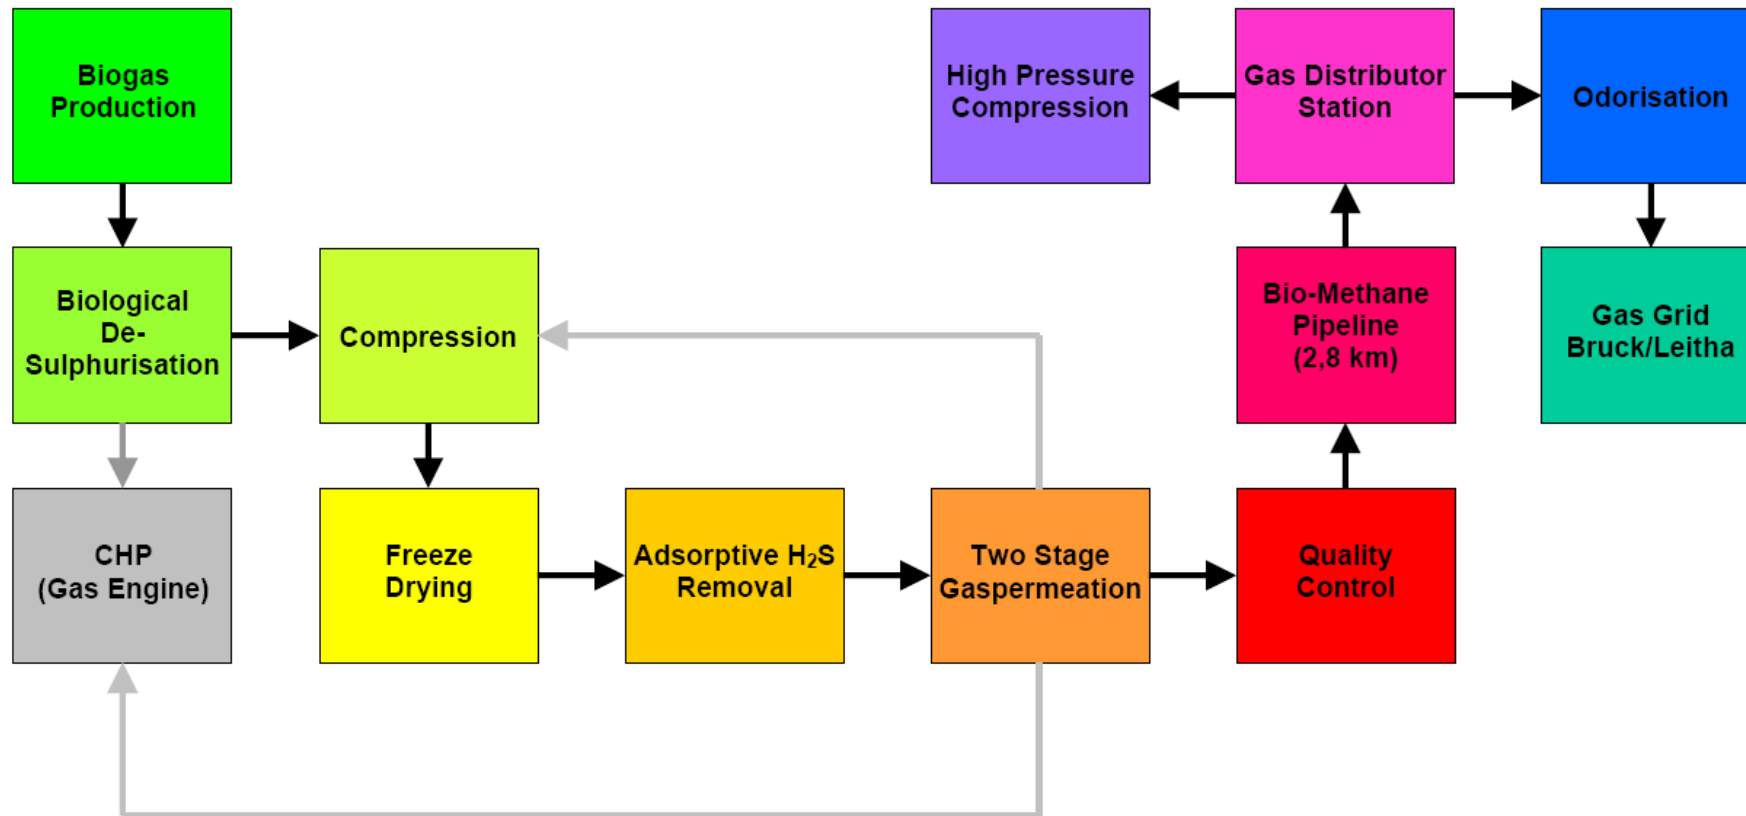 Biogas
Production
High Pressure
Compression
Gas Distributor
Station
Odorisation
Biological
De-
Sulphurisation
Compression
Bio-Methane
Pipeline
(2,8 km)
Gas Grid
Bruck/Leitha
CHP
(Gas Engine)
Freeze
Drying
Adsorptive H₂S
Removal
Two Stage
Gaspermeation
Quality
Control